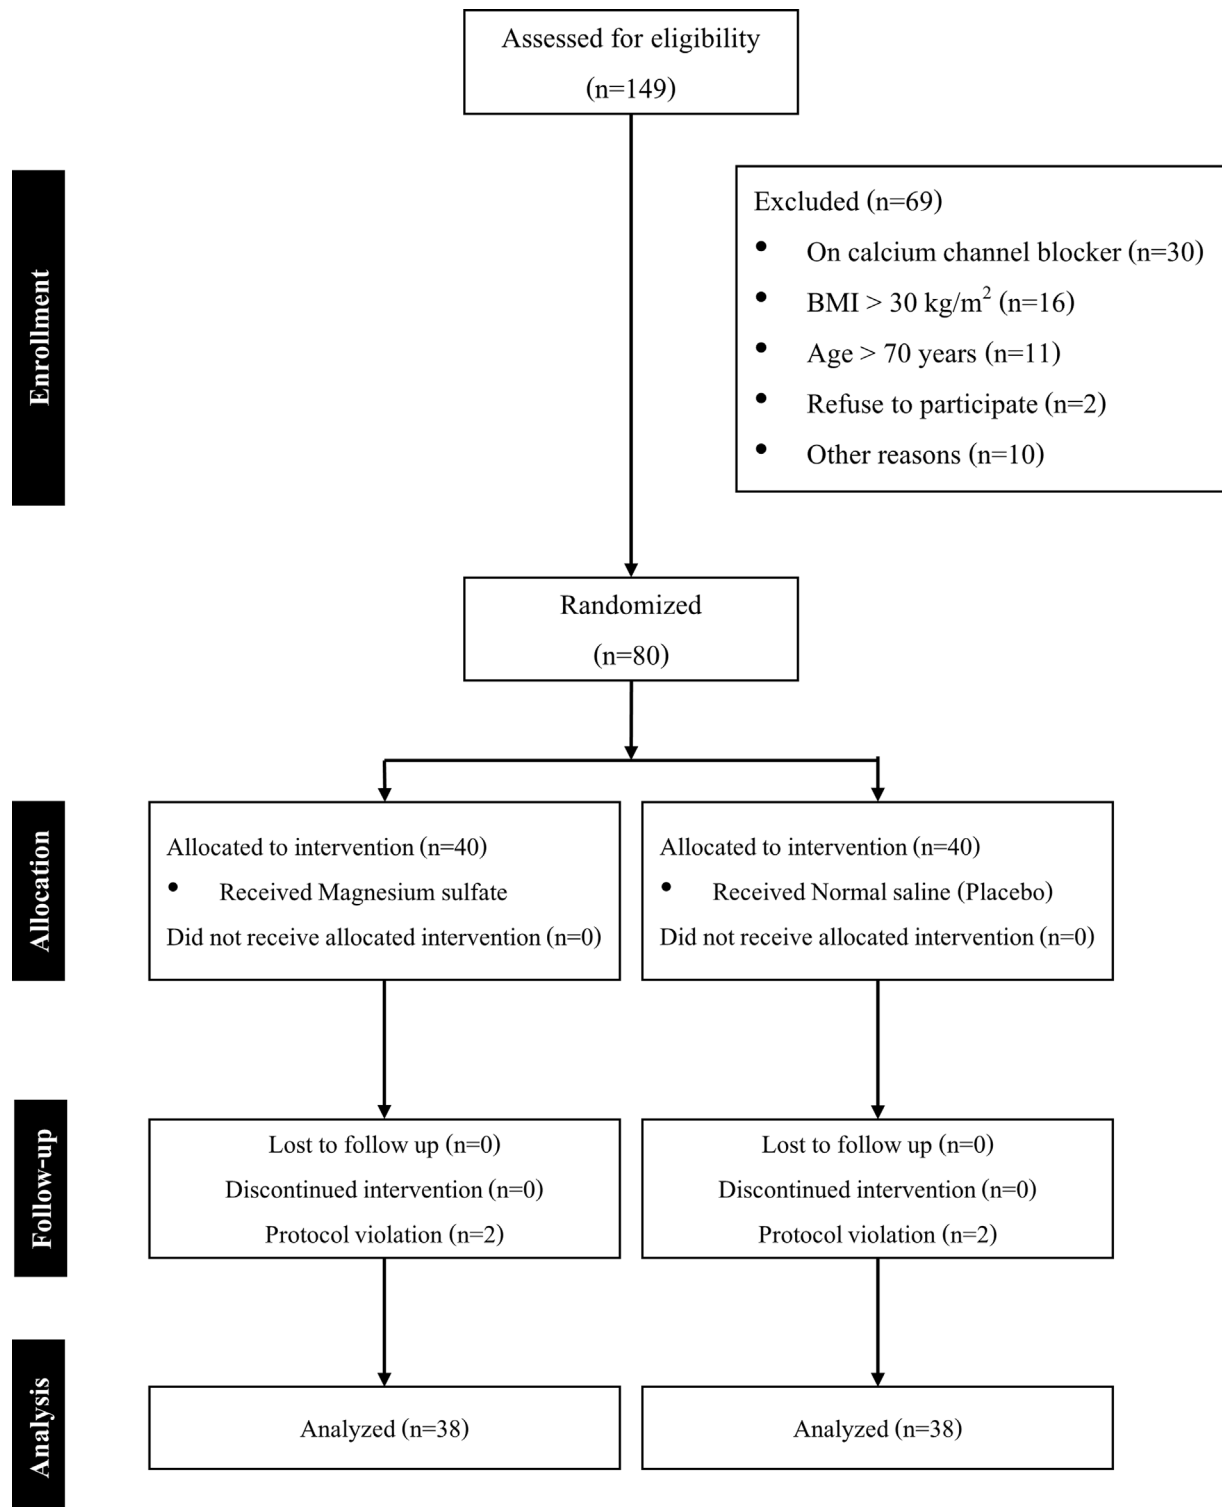 Assessed for eligibility
(n=149)
Enrollment
Excluded (n=69)
• On calcium channel blocker (n=30)
• BMI > 30 kg/m² (n=16)
• Age > 70 years (n=11)
• Refuse to participate (n=2)
• Other reasons (n=10)
Randomized
(n=80)
Allocation
Allocated to intervention (n=40)
• Received Magnesium sulfate
Did not receive allocated intervention (n=0)
Allocated to intervention (n=40)
• Received Normal saline (Placebo)
Did not receive allocated intervention (n=0)
Follow-up
Lost to follow up (n=0)
Discontinued intervention (n=0)
Protocol violation (n=2)
Lost to follow up (n=0)
Discontinued intervention (n=0)
Protocol violation (n=2)
Analysis
Analyzed (n=38)
Analyzed (n=38)